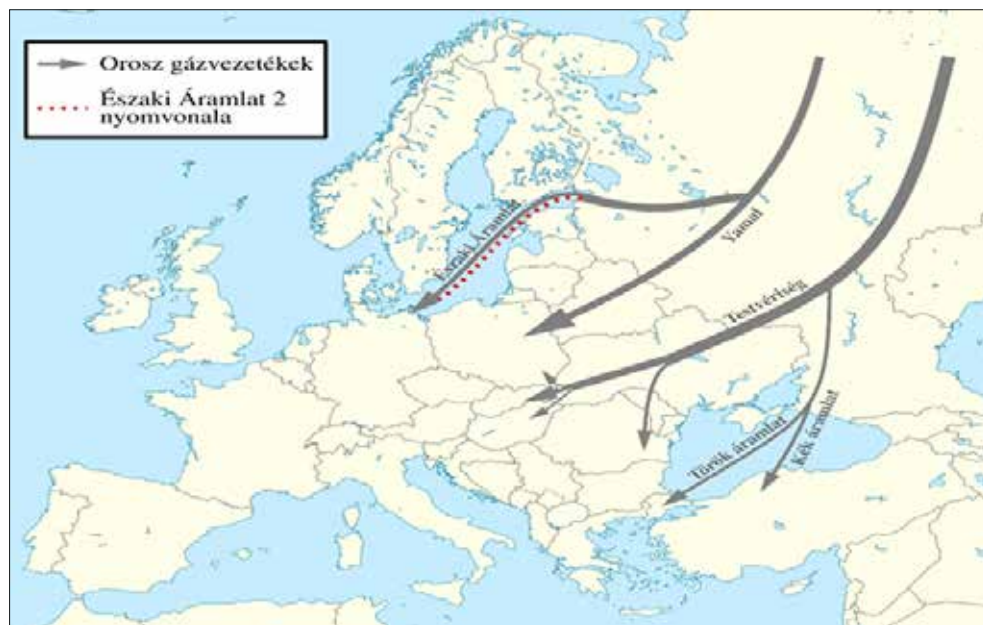 Orosz gázvezetékek
Északi Áramlat 2
nyomvonala
Északi Áramlat
Yamal
Testvériség
Török áramlat
Kék áramlat